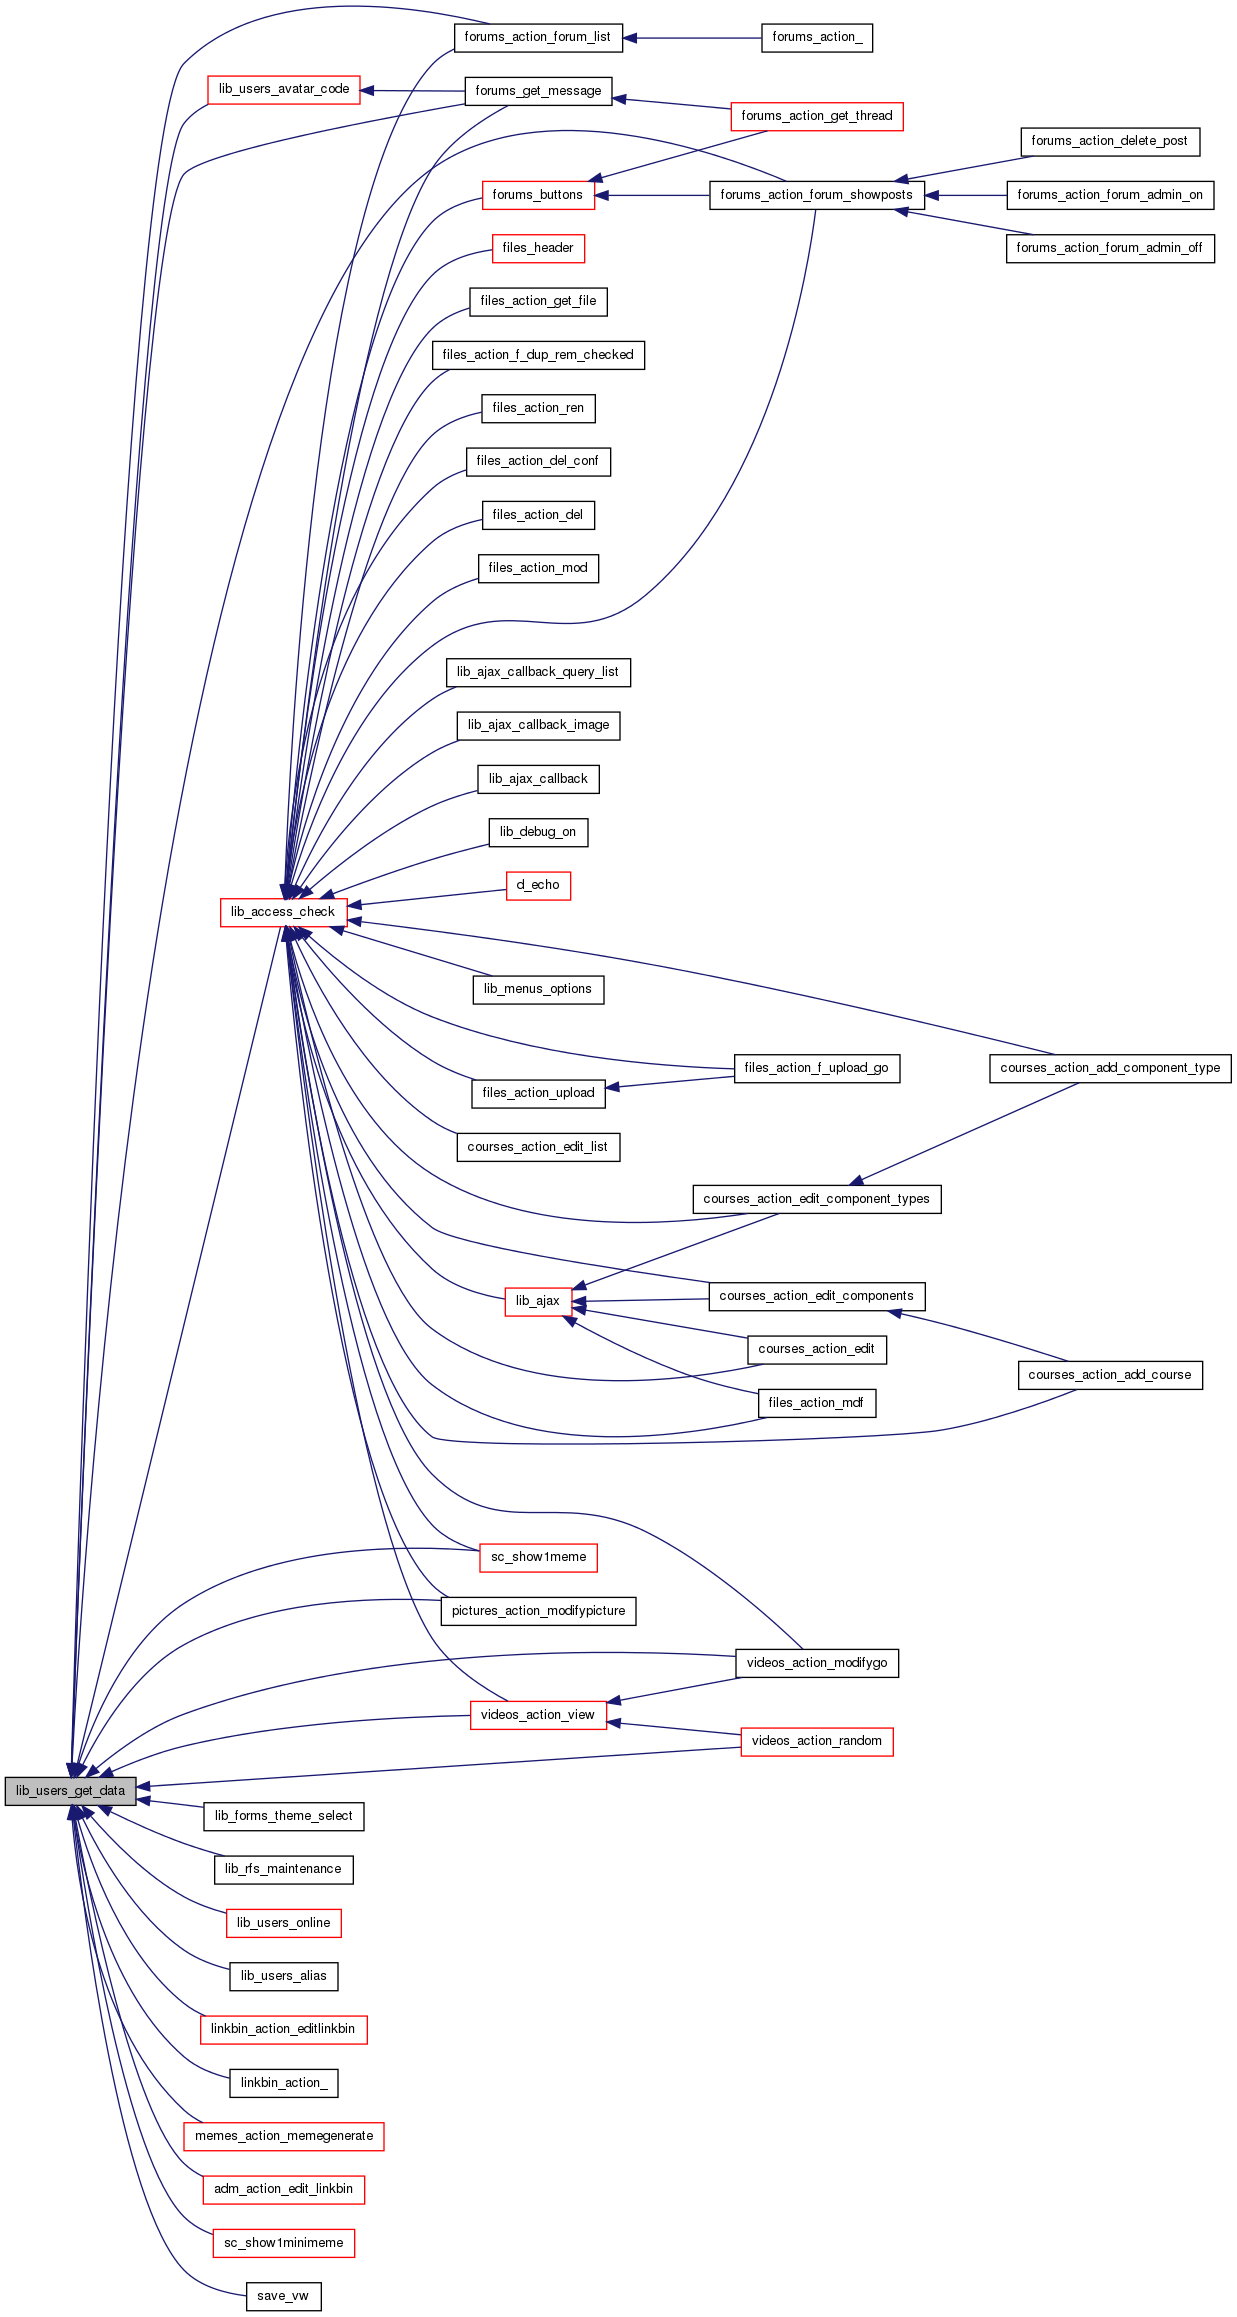 forums_action_forum_list
forums_action_
lib_users_avatar_code
forums_get_message
forums_action_get_thread
forums_action_delete_post
forums_buttons
forums_action_forum_showposts
forums_action_forum_admin_on
files_header
forums_action_forum_admin_off
files_action_get_file
files_action_f_dup_rem_checked
files_action_ren
files_action_del_conf
files_action_del
files_action_mod
lib_ajax_callback_query_list
lib_ajax_callback_image
lib_ajax_callback
lib_debug_on
d_echo
lib_access_check
lib_menus_options
files_action_f_upload_go
courses_action_add_component_type
files_action_upload
courses_action_edit_list
courses_action_edit_component_types
lib_ajax
courses_action_edit_components
courses_action_edit
courses_action_add_course
files_action_mdf
sc_show1meme
pictures_action_modifypicture
videos_action_modifygo
videos_action_view
videos_action_random
lib_users_get_data
lib_forms_theme_select
lib_rfs_maintenance
lib_users_online
lib_users_alias
linkbin_action_editlinkbin
linkbin_action_
memes_action_memegenerate
adm_action_edit_linkbin
sc_show1minimeme
save_vw